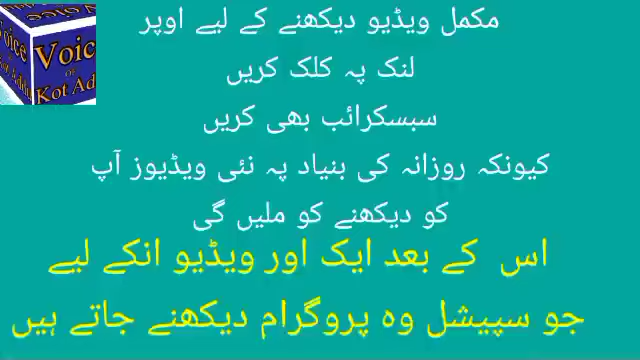 Voice
OF
Kot Addu
مکمل ویڈیو دیکھنے کے لیے اوپر
لنک پہ کلک کریں
سبسکرائب بھی کریں
کیونکہ روزانہ کی بنیاد پہ نئی ویڈیوز آپ
کو دیکھنے کو ملیں گی
اس کے بعد ایک اور ویڈیو انکے لیے
جو سپیشل وہ پروگرام دیکھنے جاتے ہیں